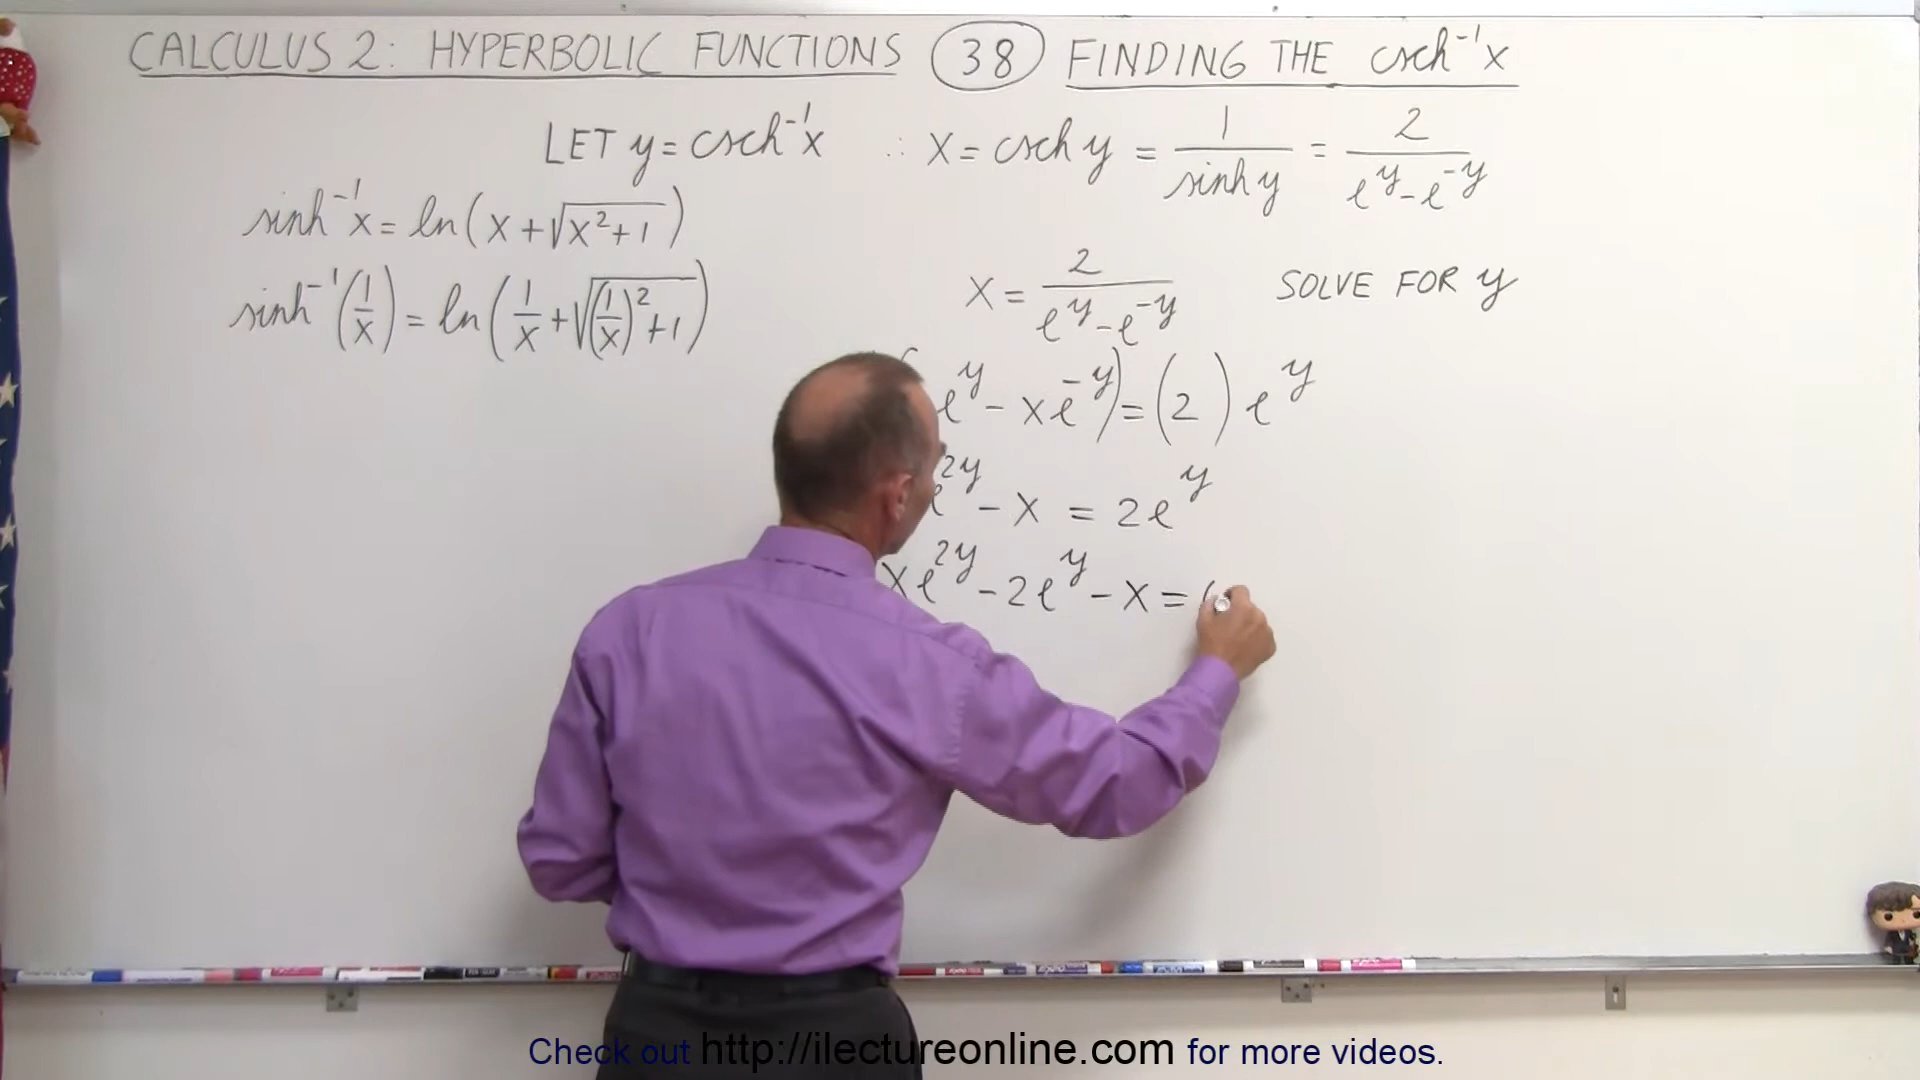 CALCULUS 2: HYPERBOLIC FUNCTIONS 38 FINDING THE csch⁻¹x
LET y = csch⁻¹x ∴ x = csch y = 1/sinh y = 2/(e^y - e^-y)
sinh⁻¹x = ln(x + √(x² + 1))
sinh⁻¹(1/x) = ln(1/x + √((1/x)² + 1))
x = 2/(e^y - e^-y) SOLVE FOR y
e^y - xe^-y) = (2) e^y
e^2y - x = 2e^y
xe^2y - 2e^y - x =
Check out http://ilectureonline.com for more videos.